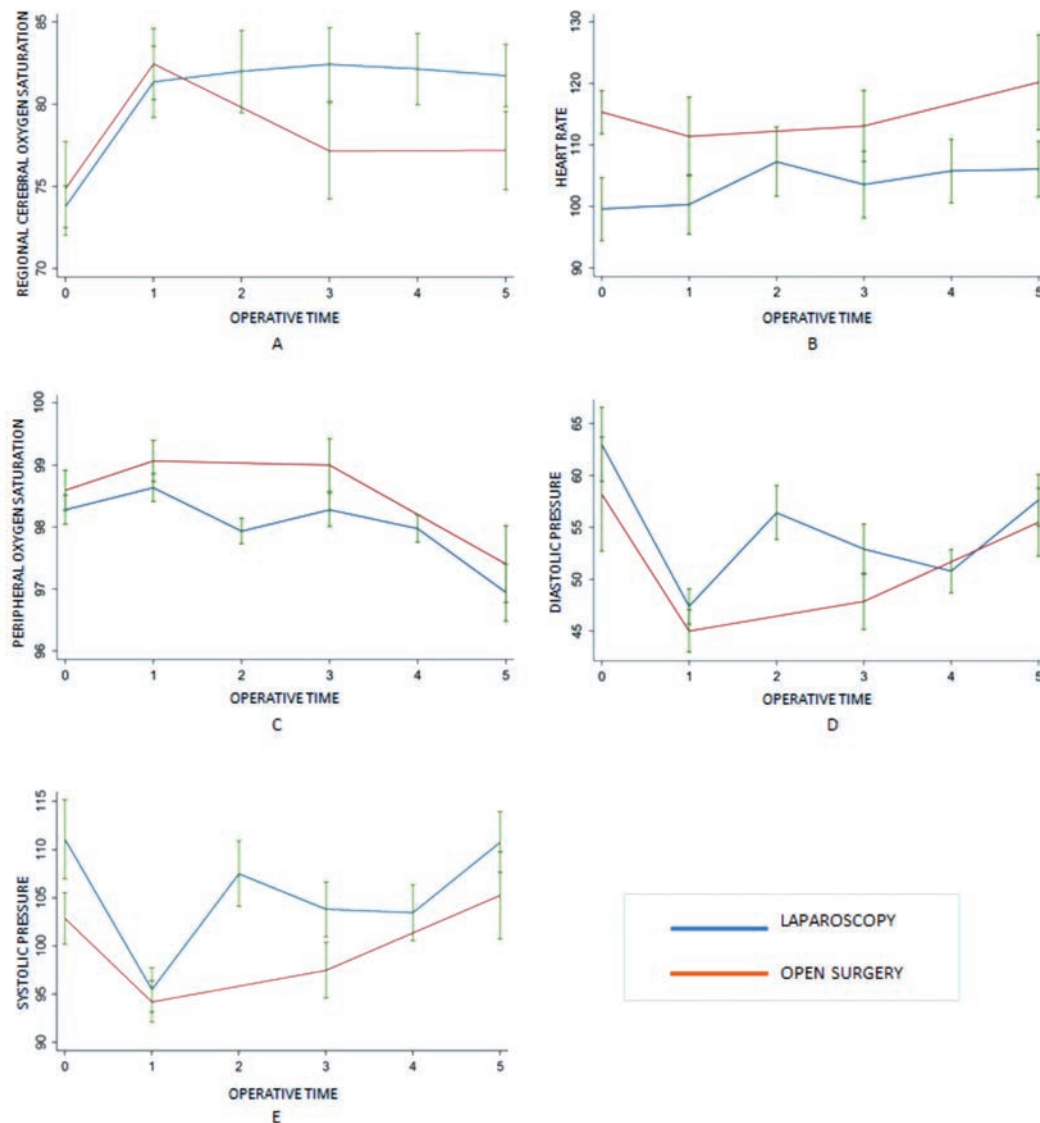 REGIONAL CEREBRAL OXYGEN SATURATION
85
80
75
70
0 1 2 3 4 5
OPERATIVE TIME
A
HEART RATE
130
120
110
100
90
0 1 2 3 4 5
OPERATIVE TIME
B
PERIPHERAL OXYGEN SATURATION
100
99
98
97
96
0 1 2 3 4 5
OPERATIVE TIME
C
DIASTOLIC PRESSURE
65
60
55
50
45
0 1 2 3 4 5
OPERATIVE TIME
D
SYSTOLIC PRESSURE
115
110
105
100
95
90
0 1 2 3 4 5
OPERATIVE TIME
E
LAPAROSCOPY
OPEN SURGERY